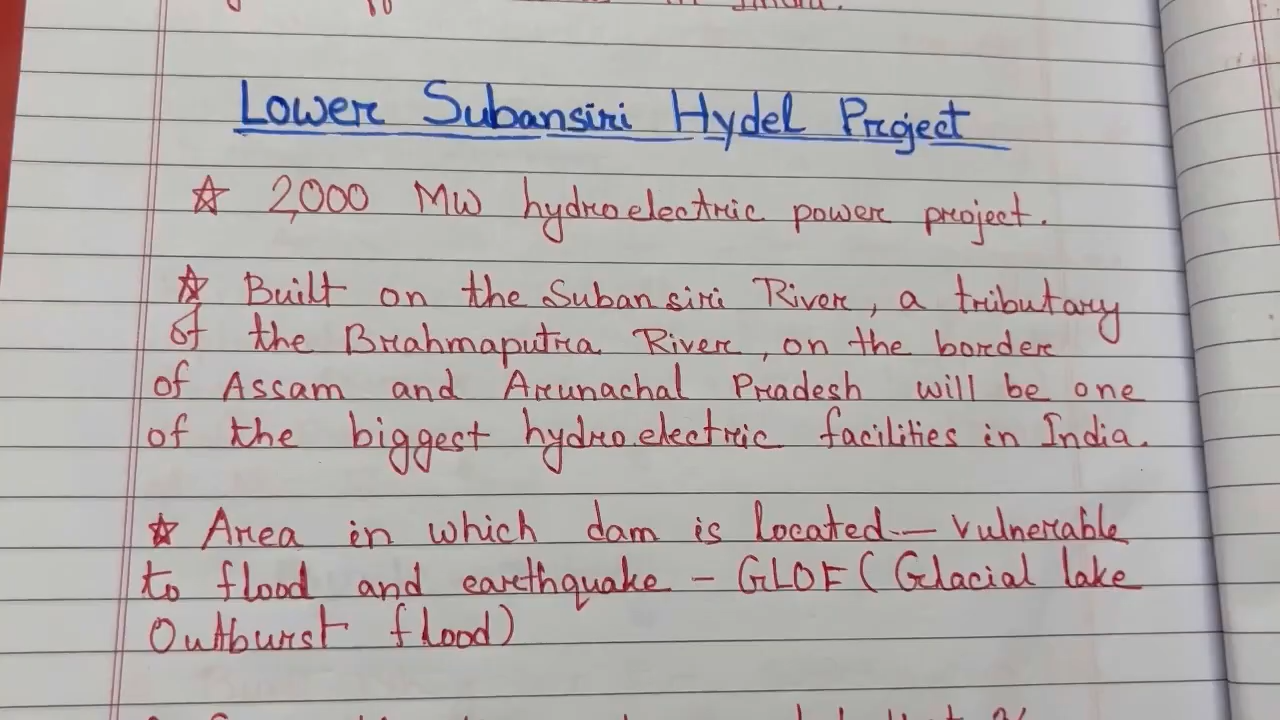 Lower Subansiri Hydel Project
☆ 2,000 MW hydroelectric power project.
☆ Built on the Subansiri River, a tributary
of the Brahmaputra River, on the border
of Assam and Arunachal Pradesh will be one
of the biggest hydroelectric facilities in India.
☆ Area in which dam is located — vulnerable
to flood and earthquake - GLOF (Glacial lake
Outburst flood)